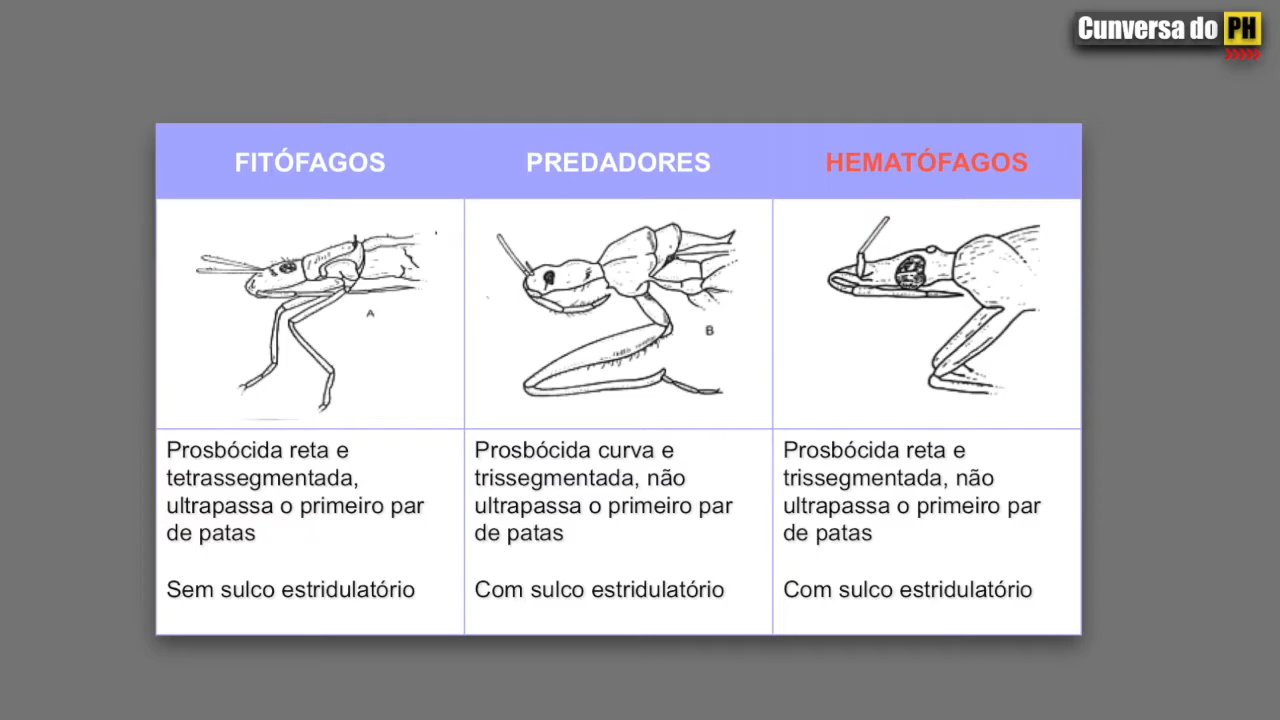 Cunversa do PH
FITÓFAGOS
PREDADORES
HEMATÓFAGOS
A
B
Prosbócida reta e
tetrassegmentada,
ultrapassa o primeiro par
de patas
Sem sulco estridulatório
Prosbócida curva e
trissegmentada, não
ultrapassa o primeiro par
de patas
Com sulco estridulatório
Prosbócida reta e
trissegmentada, não
ultrapassa o primeiro par
de patas
Com sulco estridulatório